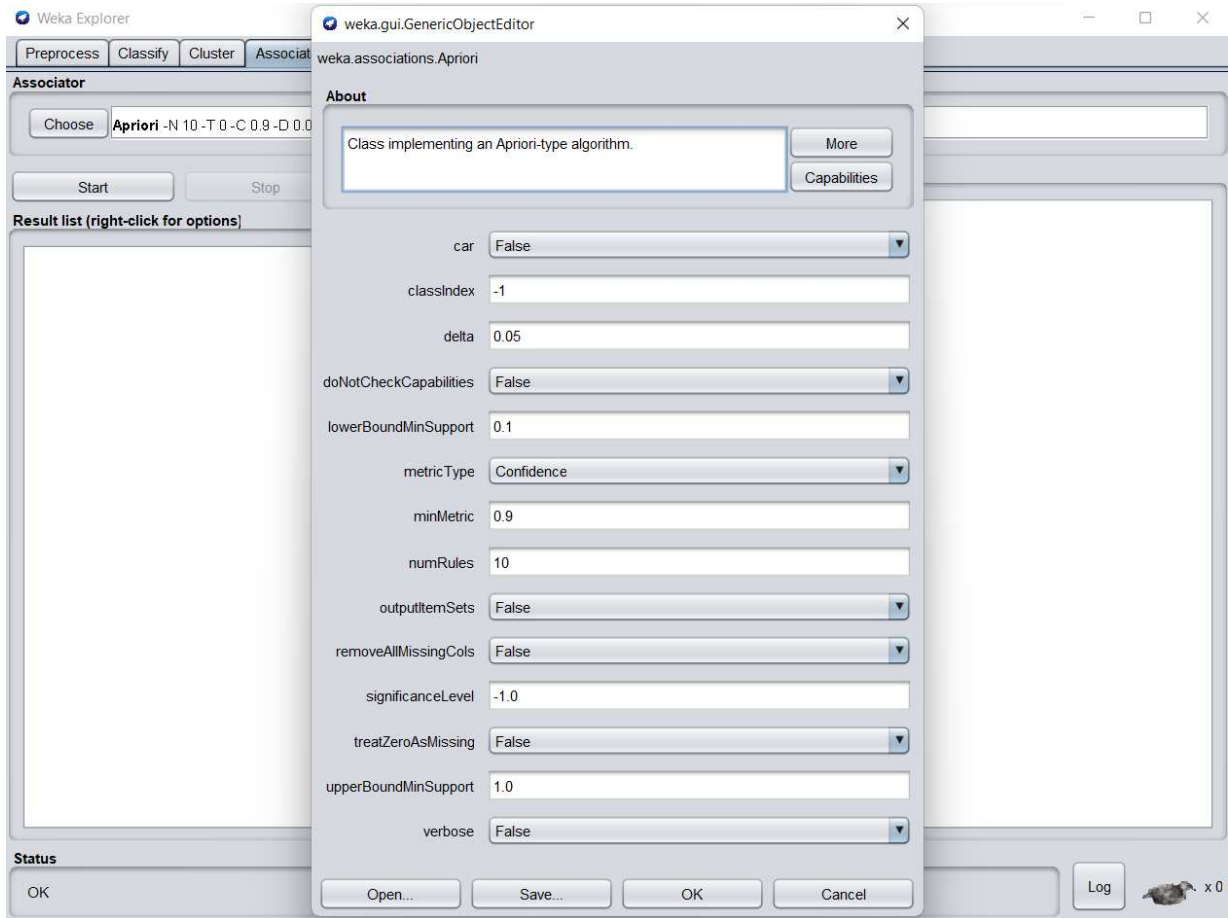 Weka Explorer
Preprocess Classify Cluster Associat
Associator
Choose Apriori -N 10 -T 0 -C 0.9 -D 0.0
Start Stop
Result list (right-click for options)
weka.gui.GenericObjectEditor
weka.associations.Apriori
About
Class implementing an Apriori-type algorithm.
More
Capabilities
car False
classIndex -1
delta 0.05
doNotCheckCapabilities False
lowerBoundMinSupport 0.1
metricType Confidence
minMetric 0.9
numRules 10
outputItemSets False
removeAllMissingCols False
significanceLevel -1.0
treatZeroAsMissing False
upperBoundMinSupport 1.0
verbose False
Open... Save... OK Cancel
Status
OK
Log x 0